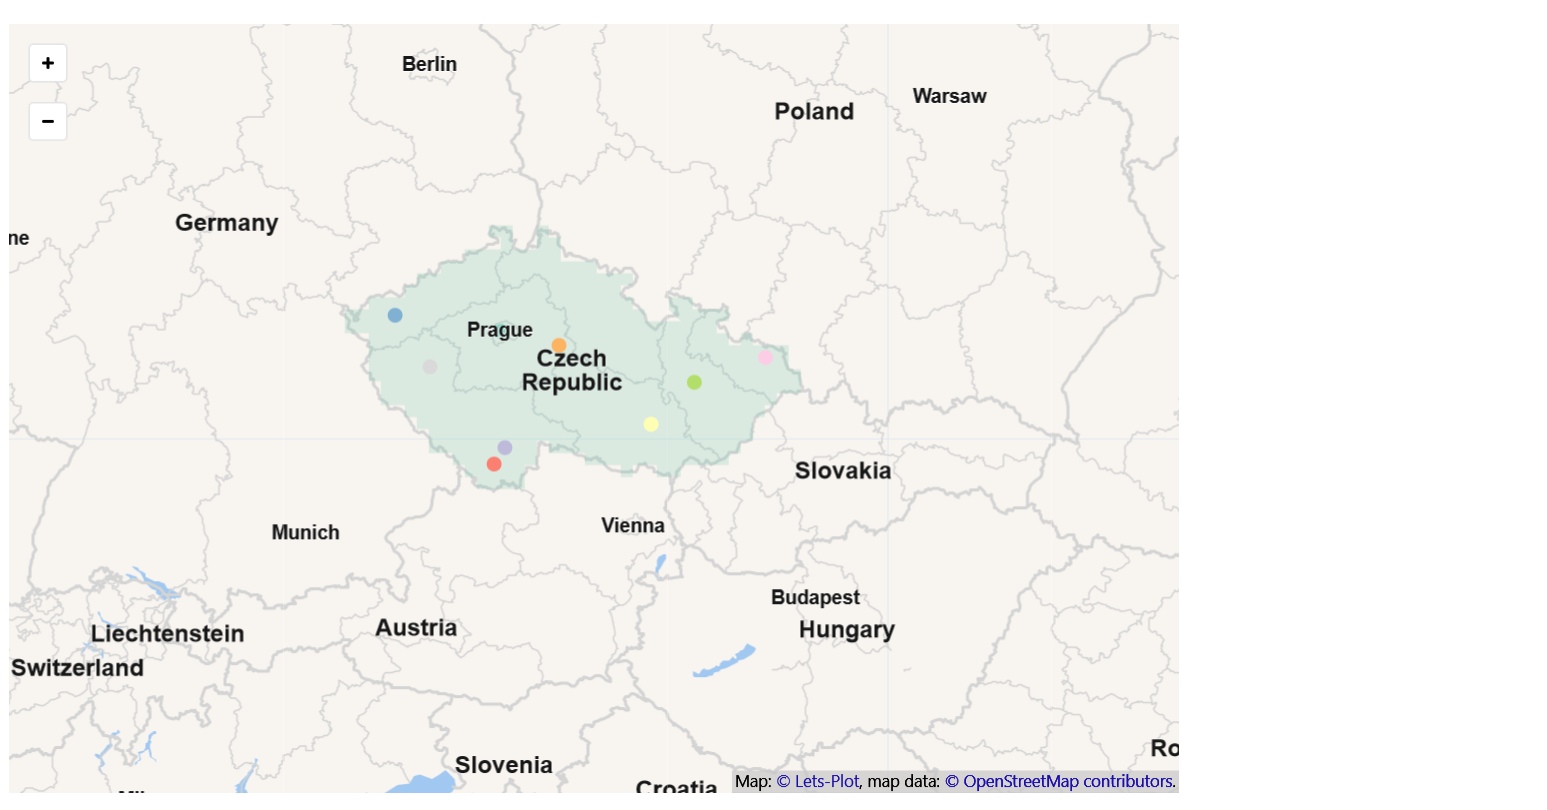 +
Berlin
Warsaw
Poland
−
Germany
ne
Prague
Czech
Republic
Slovakia
Vienna
Munich
Budapest
Hungary
Austria
Liechtenstein
Switzerland
Ro
Slovenia
Map: © Lets-Plot, map data: © OpenStreetMap contributors.
Croatia